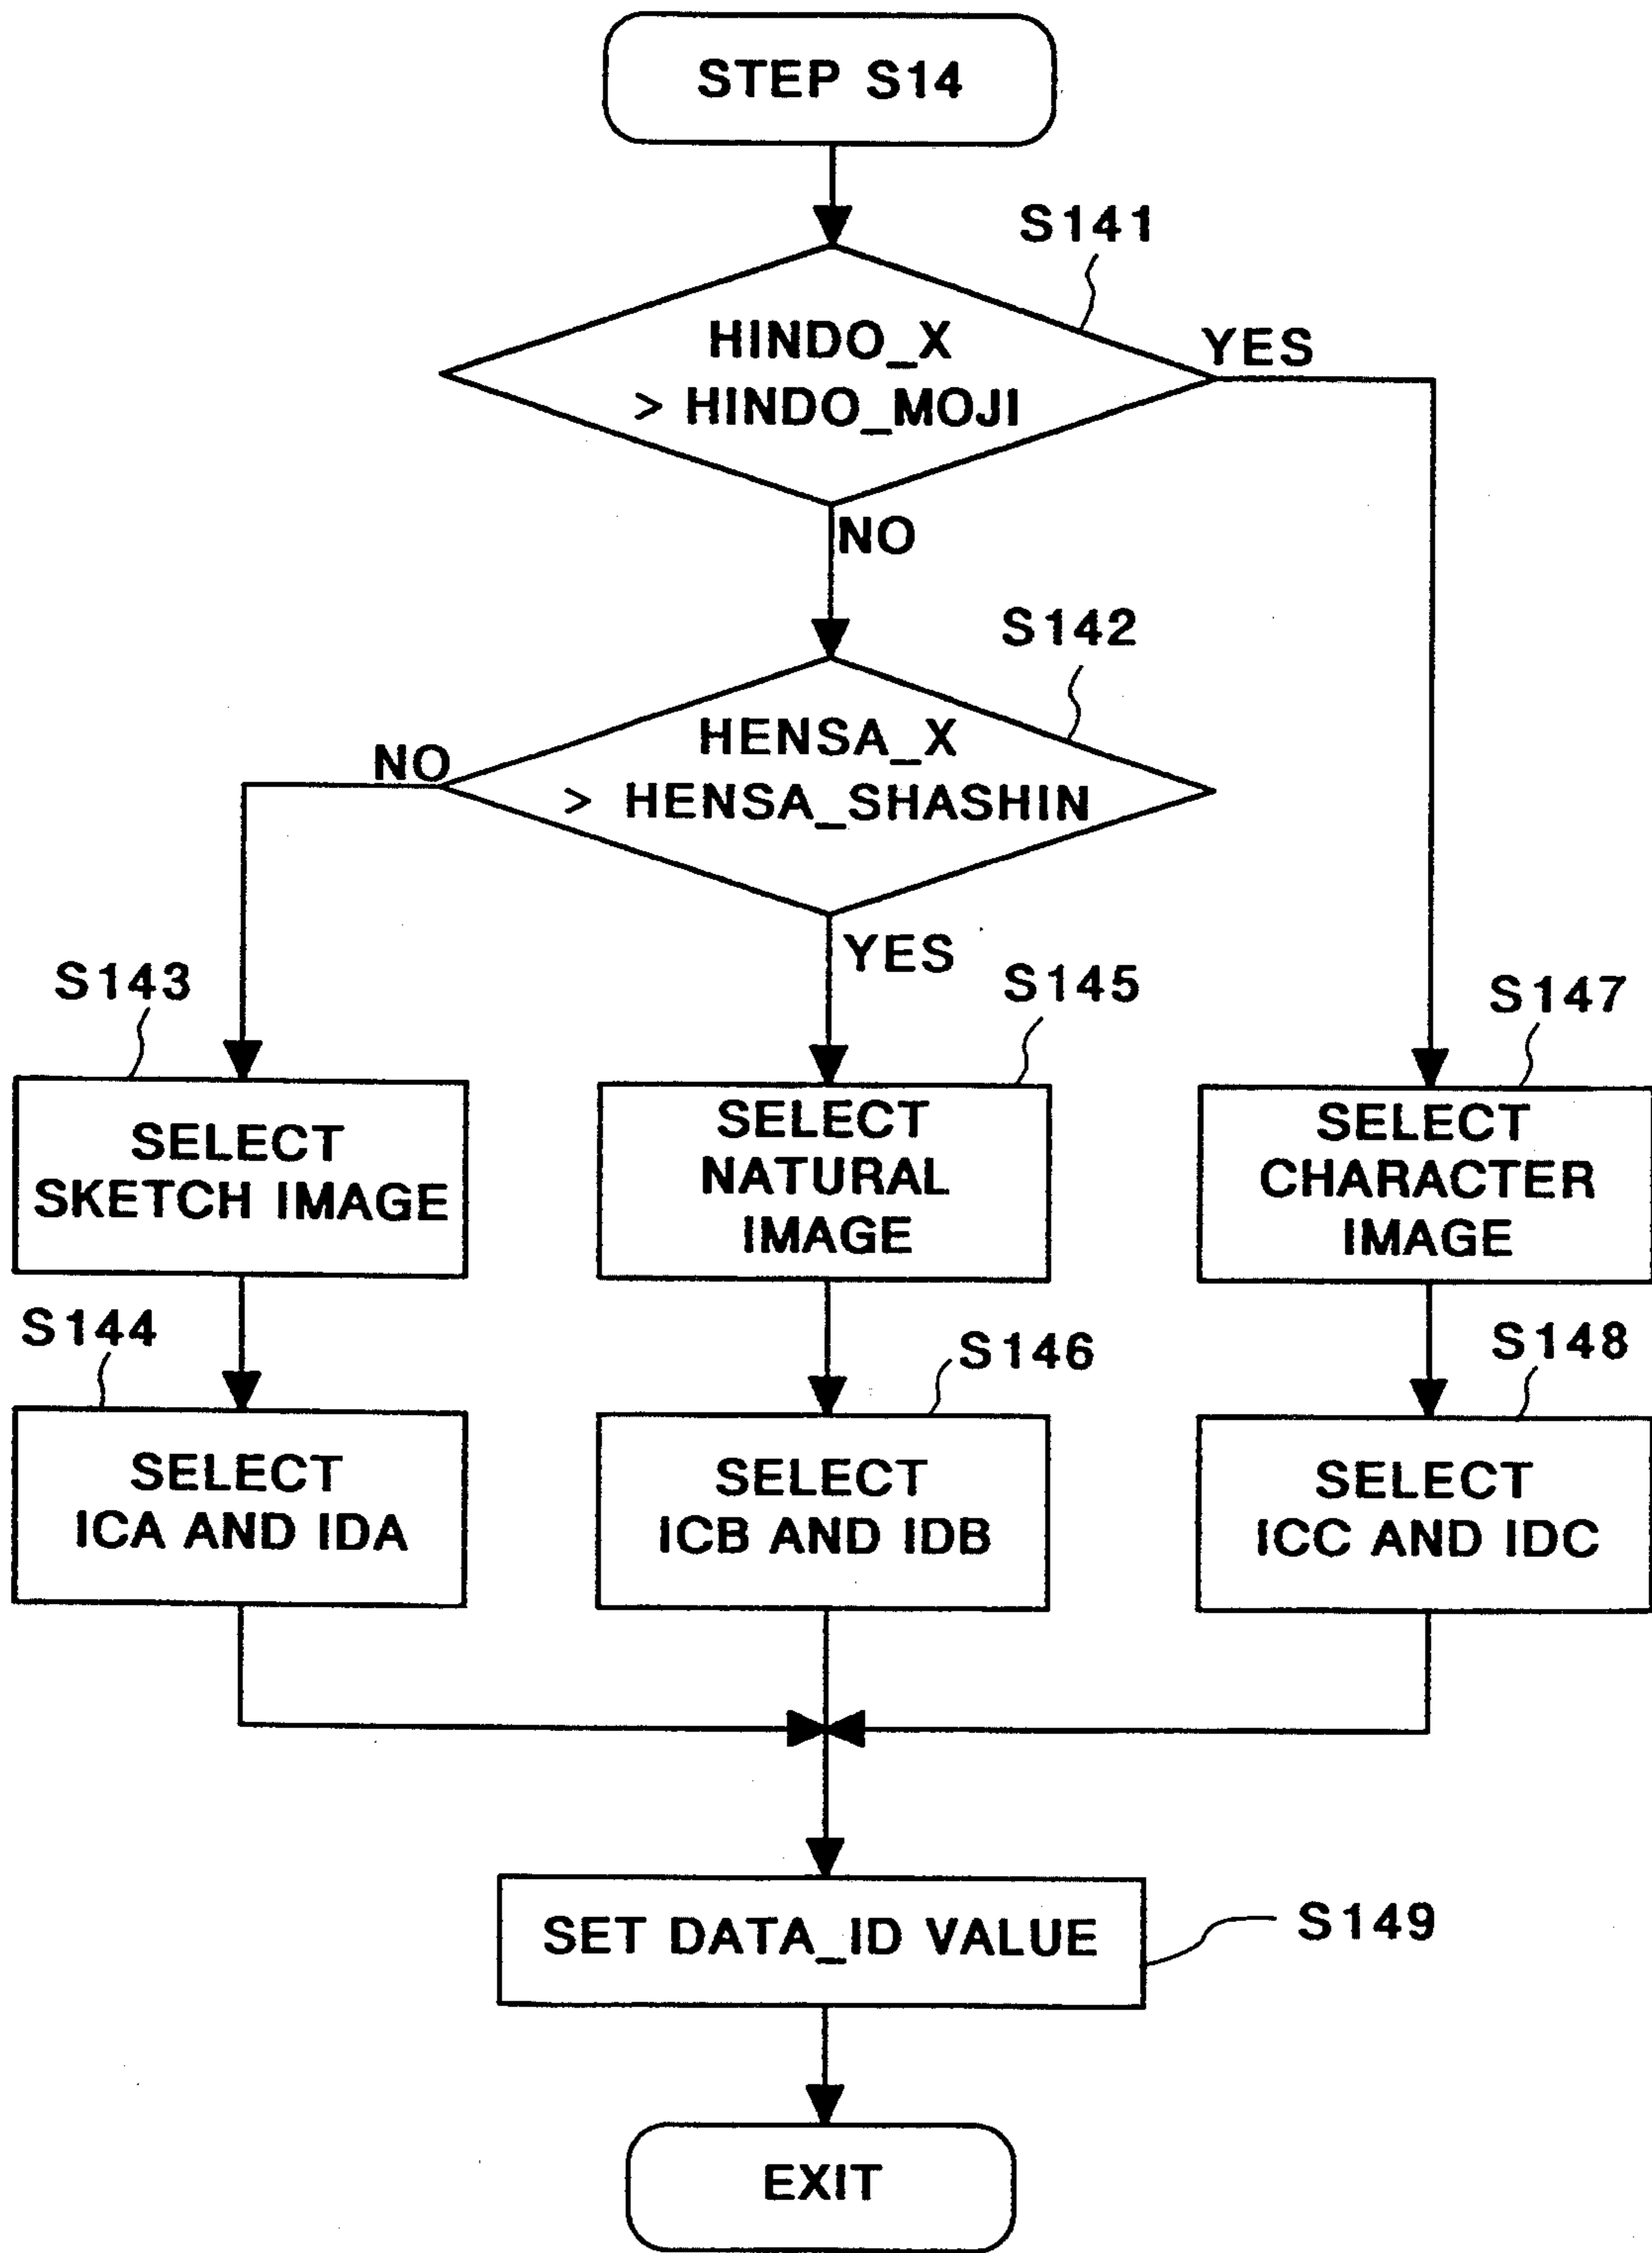 STEP S14
S141
HINDO_X
> HINDO_MOJI
YES
NO
S142
HENSA_X
> HENSA_SHASHIN
NO
YES
S143
SELECT
SKETCH IMAGE
S145
SELECT
NATURAL
IMAGE
S147
SELECT
CHARACTER
IMAGE
S144
SELECT
ICA AND IDA
S146
SELECT
ICB AND IDB
S148
SELECT
ICC AND IDC
SET DATA_ID VALUE
S149
EXIT